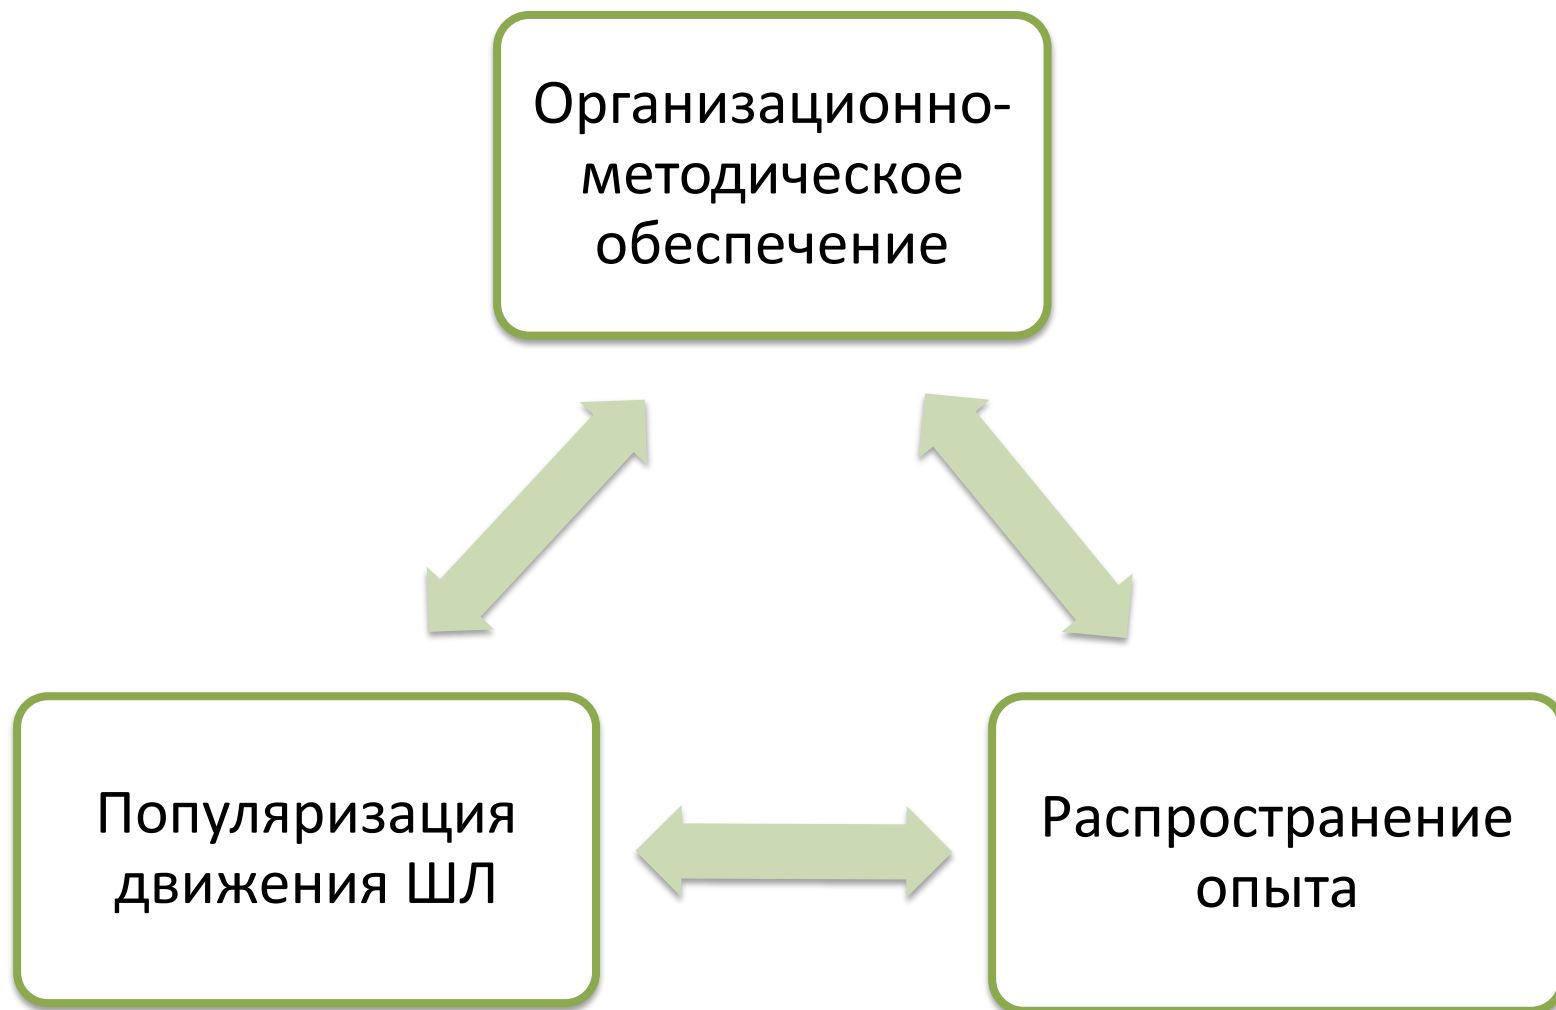 Организационно-
методическое
обеспечение
Популяризация
движения ШЛ
Распространение
опыта